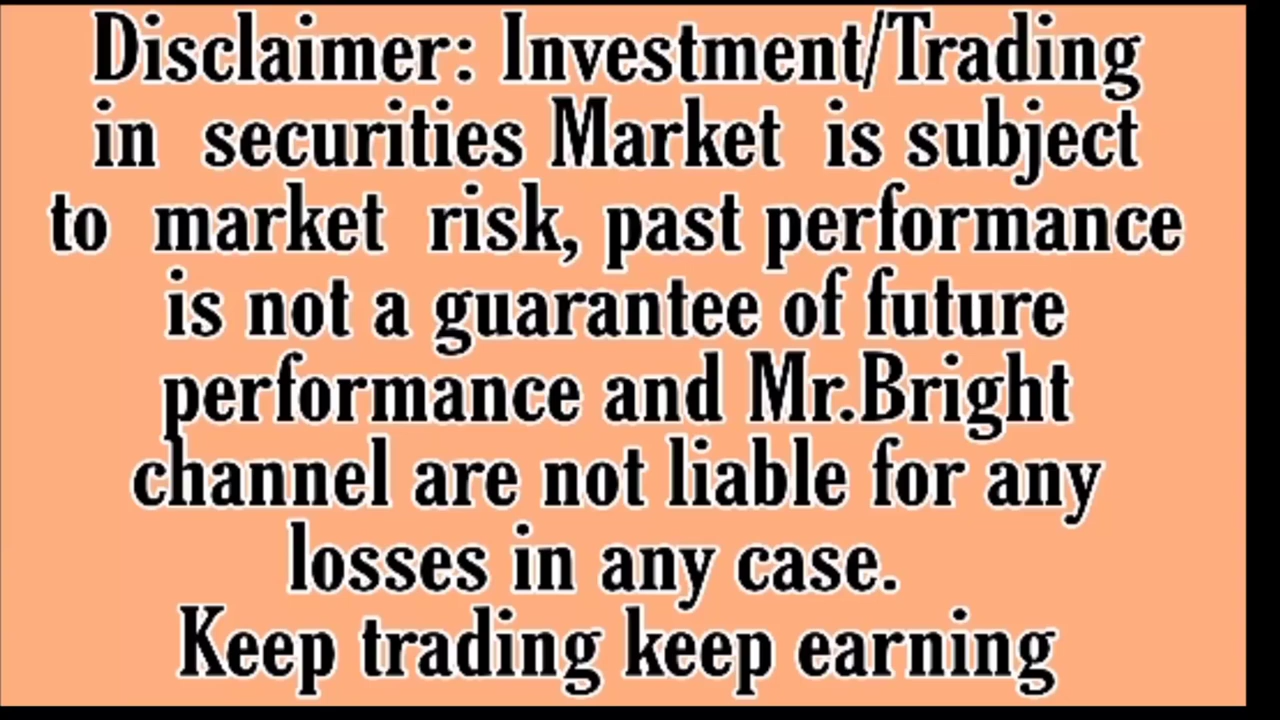 Disclaimer: Investment/Trading
in securities Market is subject
to market risk, past performance
is not a guarantee of future
performance and Mr.Bright
channel are not liable for any
losses in any case.
Keep trading keep earning